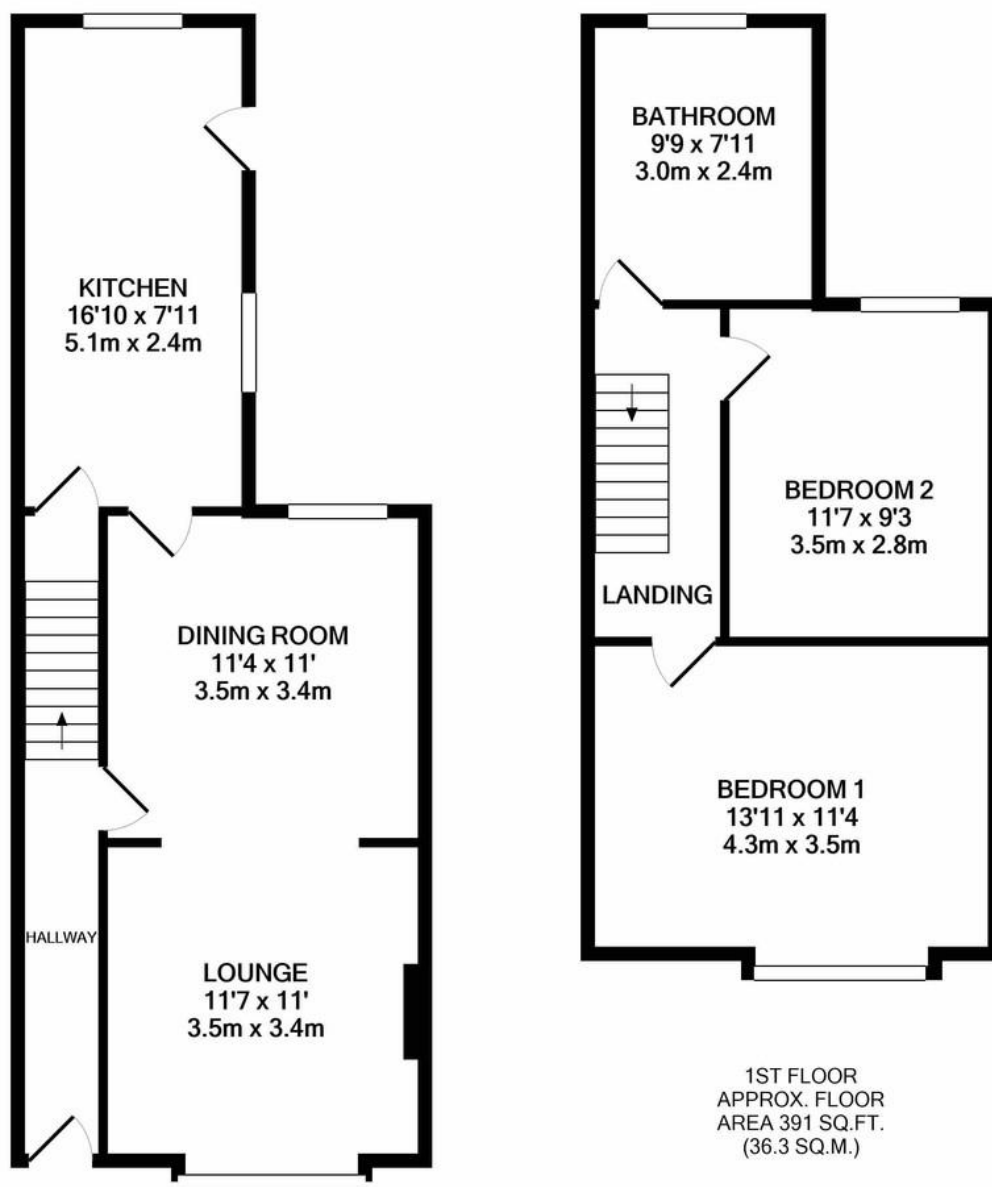 KITCHEN
16'10 x 7'11
5.1m x 2.4m
DINING ROOM
11'4 x 11'
3.5m x 3.4m
HALLWAY
LOUNGE
11'7 x 11'
3.5m x 3.4m
BATHROOM
9'9 x 7'11
3.0m x 2.4m
BEDROOM 2
11'7 x 9'3
3.5m x 2.8m
LANDING
BEDROOM 1
13'11 x 11'4
4.3m x 3.5m
1ST FLOOR
APPROX. FLOOR
AREA 391 SQ.FT.
(36.3 SQ.M.)